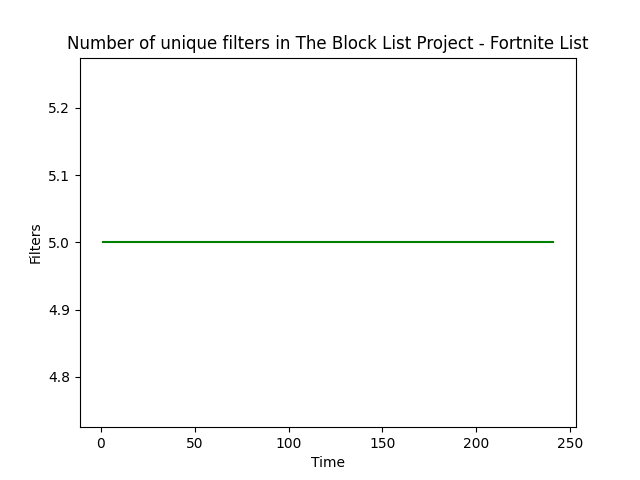 Number of unique filters in The Block List Project - Fortnite List
5.2
5.1
5.0
4.9
4.8
Filters
0 50 100 150 200 250
Time